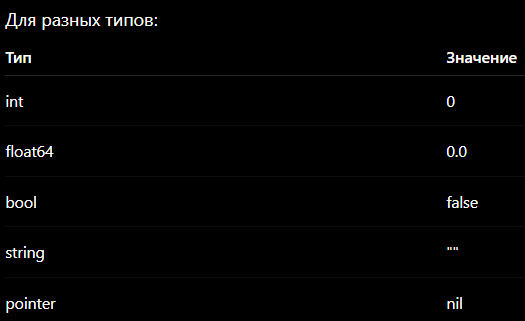 Для разных типов:
Тип Значение
int 0
float64 0.0
bool false
string ""
pointer nil